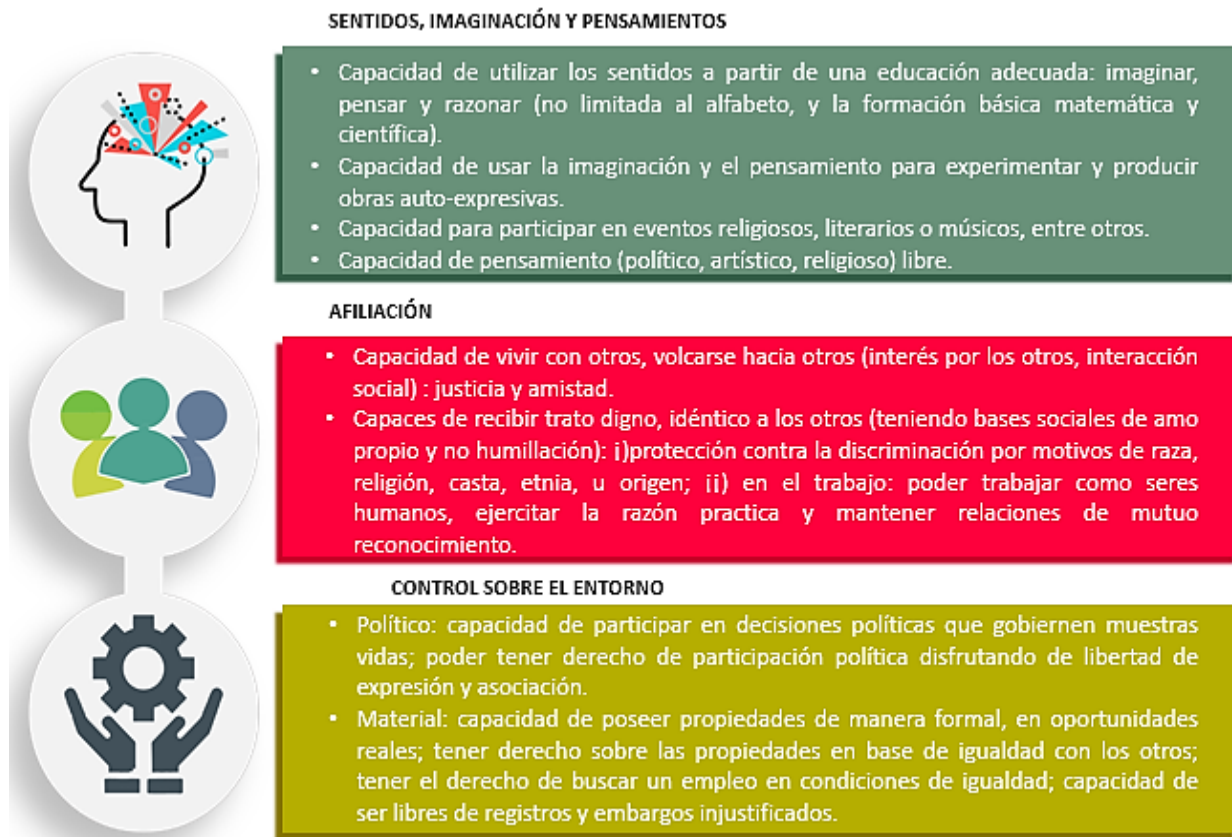 SENTIDOS, IMAGINACIÓN Y PENSAMIENTOS
• Capacidad de utilizar los sentidos a partir de una educación adecuada: imaginar,
pensar y razonar (no limitada al alfabeto, y la formación básica matemática y
científica).
• Capacidad de usar la imaginación y el pensamiento para experimentar y producir
obras auto-expresivas.
• Capacidad para participar en eventos religiosos, literarios o músicos, entre otros.
• Capacidad de pensamiento (político, artístico, religioso) libre.
AFILIACIÓN
• Capacidad de vivir con otros, volcarse hacia otros (interés por los otros, interacción
social) : justicia y amistad.
• Capaces de recibir trato digno, idéntico a los otros (teniendo bases sociales de amo
propio y no humillación): i)protección contra la discriminación por motivos de raza,
religión, casta, etnia, u origen; ii) en el trabajo: poder trabajar como seres
humanos, ejercitar la razón practica y mantener relaciones de mutuo
reconocimiento.
CONTROL SOBRE EL ENTORNO
• Político: capacidad de participar en decisiones políticas que gobiernen muestras
vidas; poder tener derecho de participación política disfrutando de libertad de
expresión y asociación.
• Material: capacidad de poseer propiedades de manera formal, en oportunidades
reales; tener derecho sobre las propiedades en base de igualdad con los otros;
tener el derecho de buscar un empleo en condiciones de igualdad; capacidad de
ser libres de registros y embargos injustificados.